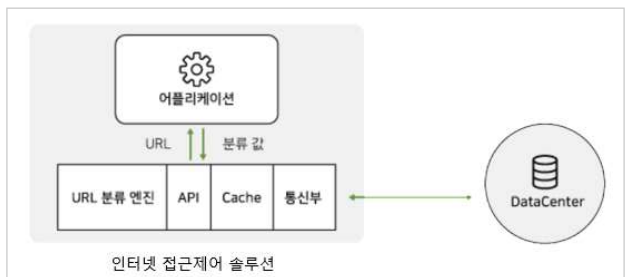 어플리케이션
URL 분류 값
URL 분류 엔진 API Cache 통신부
DataCenter
인터넷 접근제어 솔루션